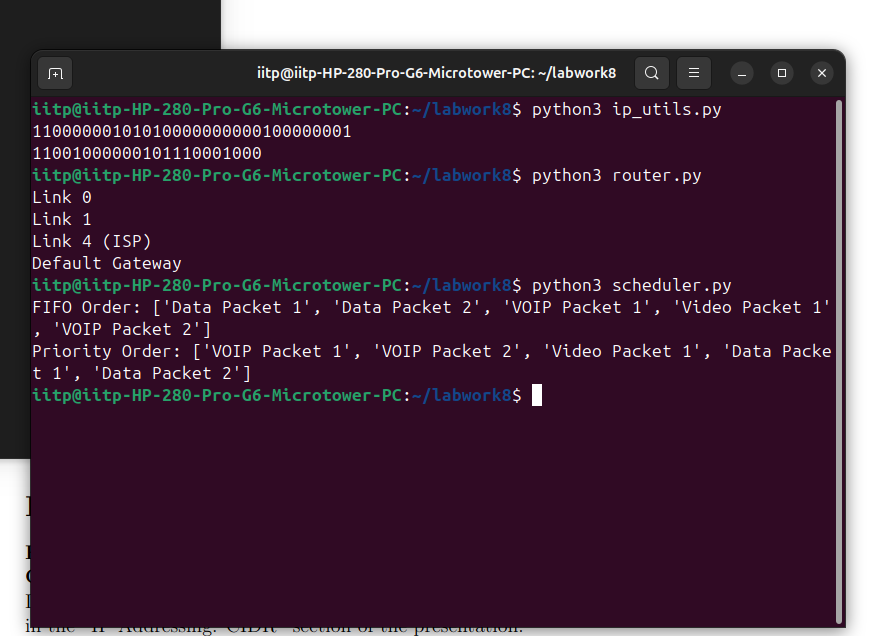 iitp@iitp-HP-280-Pro-G6-Microtower-PC: ~/labwork8
iitp@iitp-HP-280-Pro-G6-Microtower-PC:~/labwork8$ python3 ip_utils.py
11000000101010000000000100000001
11001000000101110001000
iitp@iitp-HP-280-Pro-G6-Microtower-PC:~/labwork8$ python3 router.py
Link 0
Link 1
Link 4 (ISP)
Default Gateway
iitp@iitp-HP-280-Pro-G6-Microtower-PC:~/labwork8$ python3 scheduler.py
FIFO Order: ['Data Packet 1', 'Data Packet 2', 'VOIP Packet 1', 'Video Packet 1'
, 'VOIP Packet 2']
Priority Order: ['VOIP Packet 1', 'VOIP Packet 2', 'Video Packet 1', 'Data Packe
t 1', 'Data Packet 2']
iitp@iitp-HP-280-Pro-G6-Microtower-PC:~/labwork8$
in the "IP Addressing: CIDR" section of the presentation.